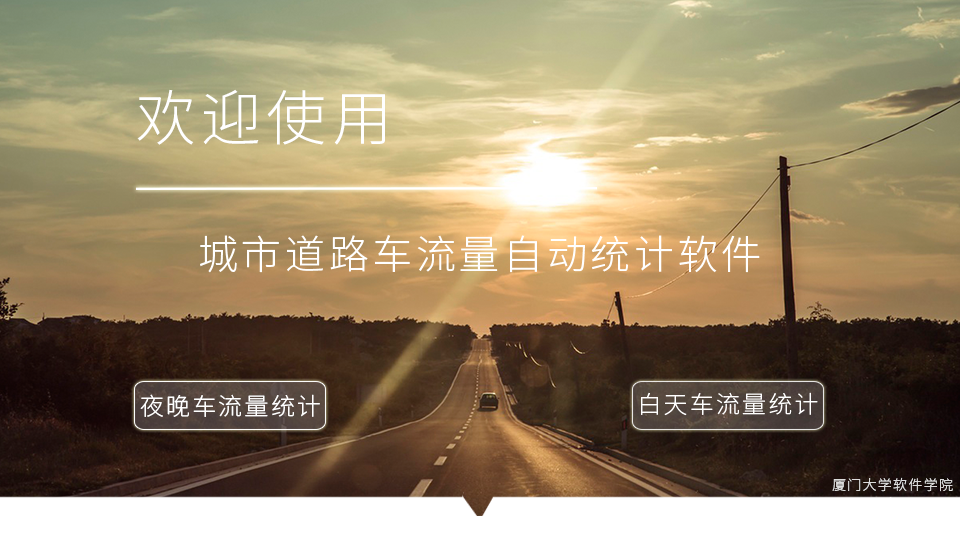 欢迎使用
城市道路车流量自动统计软件
夜晚车流量统计
白天车流量统计
厦门大学软件学院